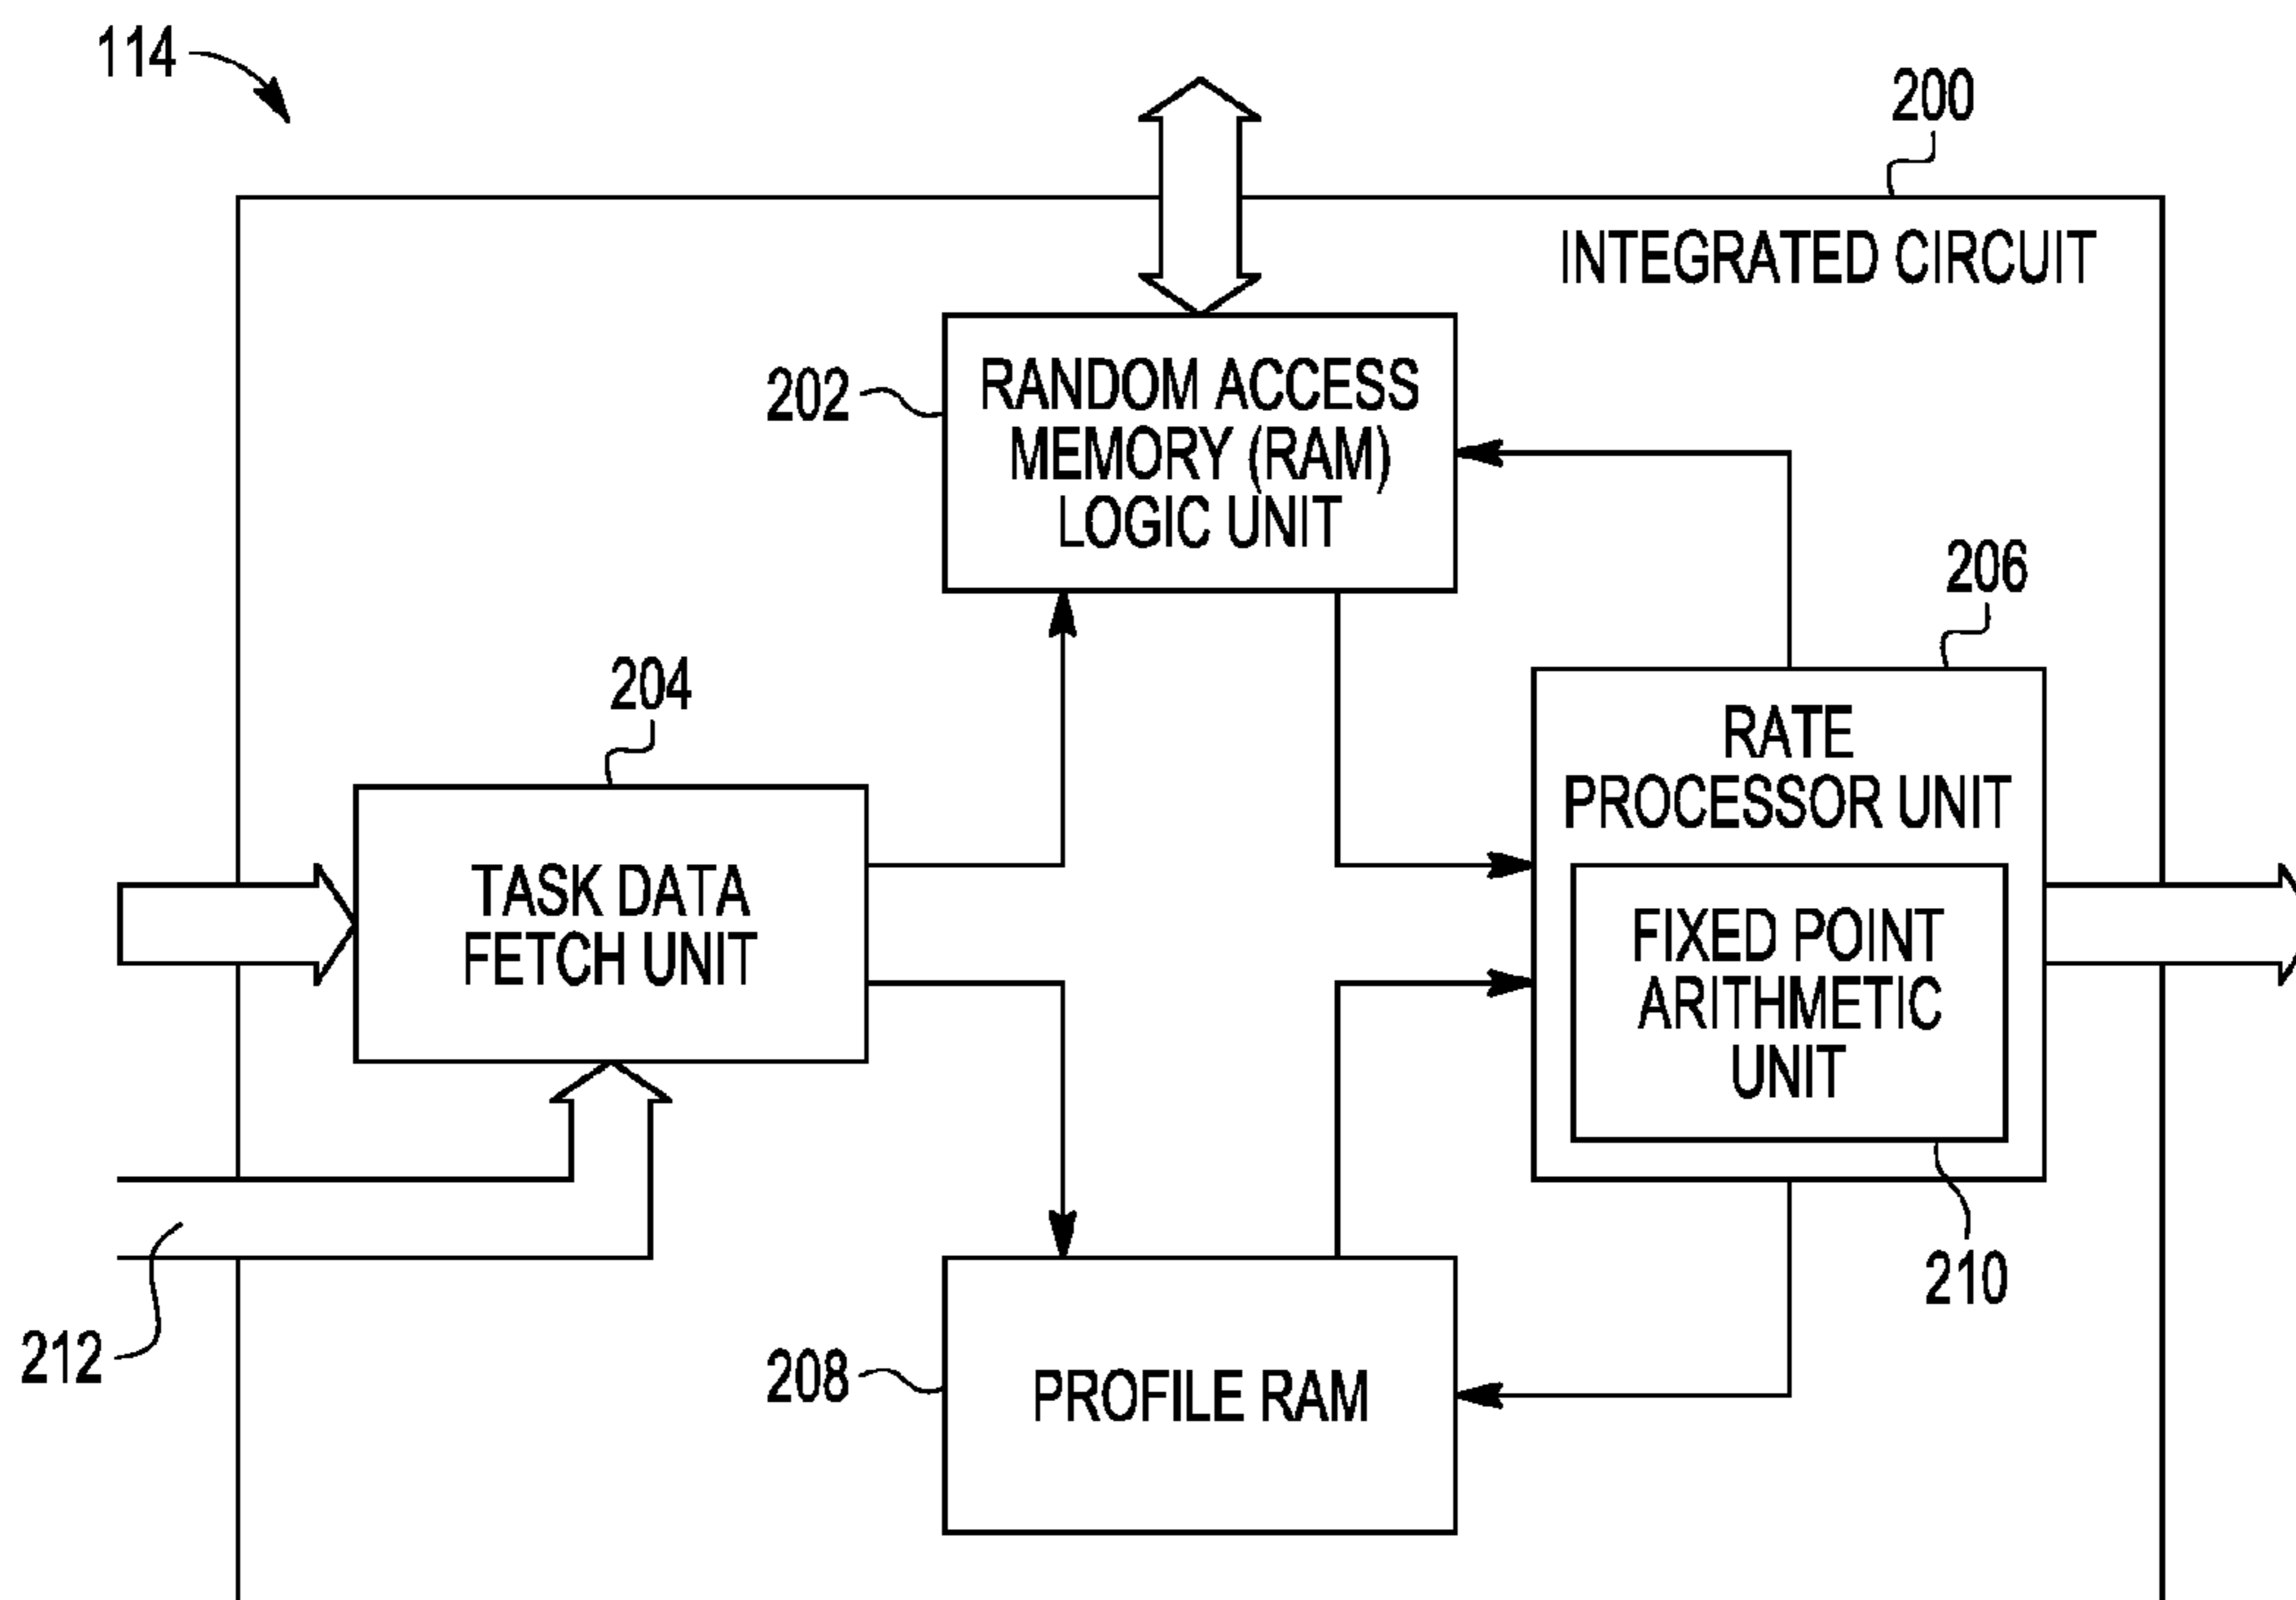 114
200
INTEGRATED CIRCUIT
202
RANDOM ACCESS
MEMORY (RAM)
LOGIC UNIT
206
204
RATE
PROCESSOR UNIT
TASK DATA
FETCH UNIT
FIXED POINT
ARITHMETIC
UNIT
210
212
208
PROFILE RAM